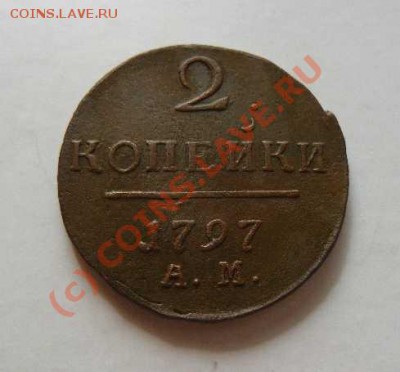 COINS.LAVE.RU
2
КОПЕЙКИ
1797
А. М.
(c) COINS.LAVE.RU
COINS.LAVE.RU